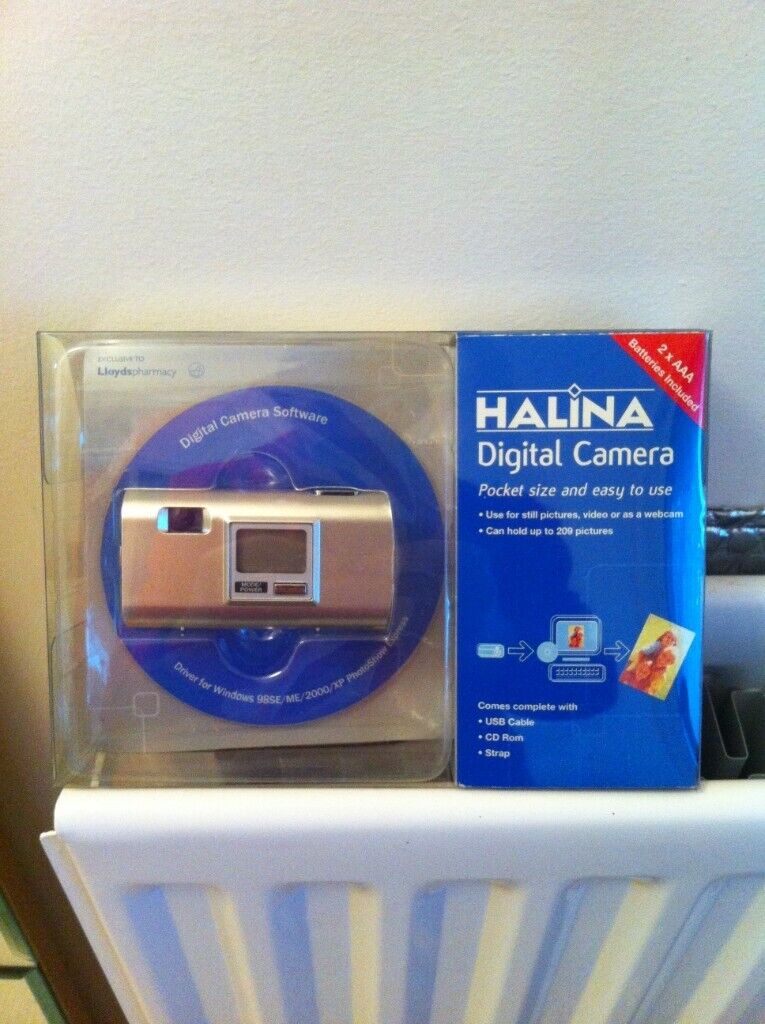 EXCLUSIVE TO
Lloydspharmacy
Digital Camera Software
MODE/
POWER
Driver for Windows 98SE/ME/2000/XP PhotoShow Express
2 x AAA
Batteries Included
HALINA
Digital Camera
Pocket size and easy to use
• Use for still pictures, video or as a webcam
• Can hold up to 209 pictures
Comes complete with
• USB Cable
• CD Rom
• Strap